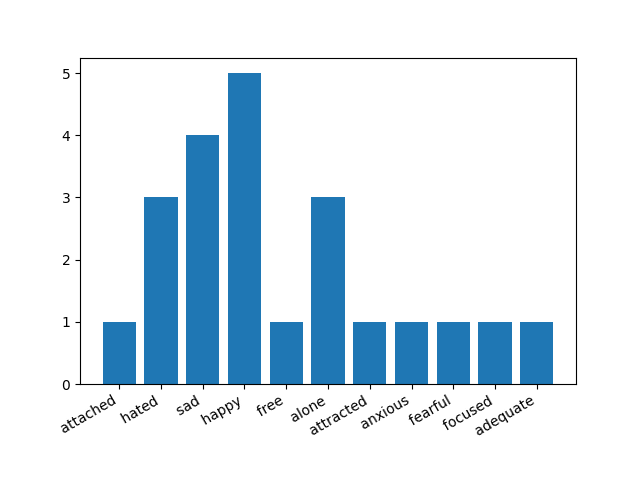 5
4
3
2
1
0
attached
hated
sad
happy
free
alone
attracted
anxious
fearful
focused
adequate